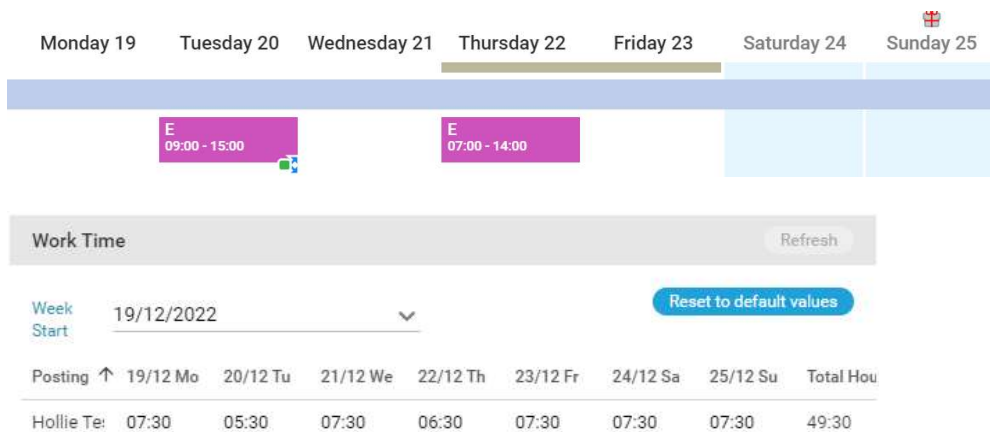 Monday 19 Tuesday 20 Wednesday 21 Thursday 22 Friday 23 Saturday 24 Sunday 25
E E
09:00 - 15:00 07:00 - 14:00
Work Time Refresh
Week
Start 19/12/2022 Reset to default values
Posting ↑ 19/12 Mo 20/12 Tu 21/12 We 22/12 Th 23/12 Fr 24/12 Sa 25/12 Su Total Hou
Hollie Te: 07:30 05:30 07:30 06:30 07:30 07:30 07:30 49:30